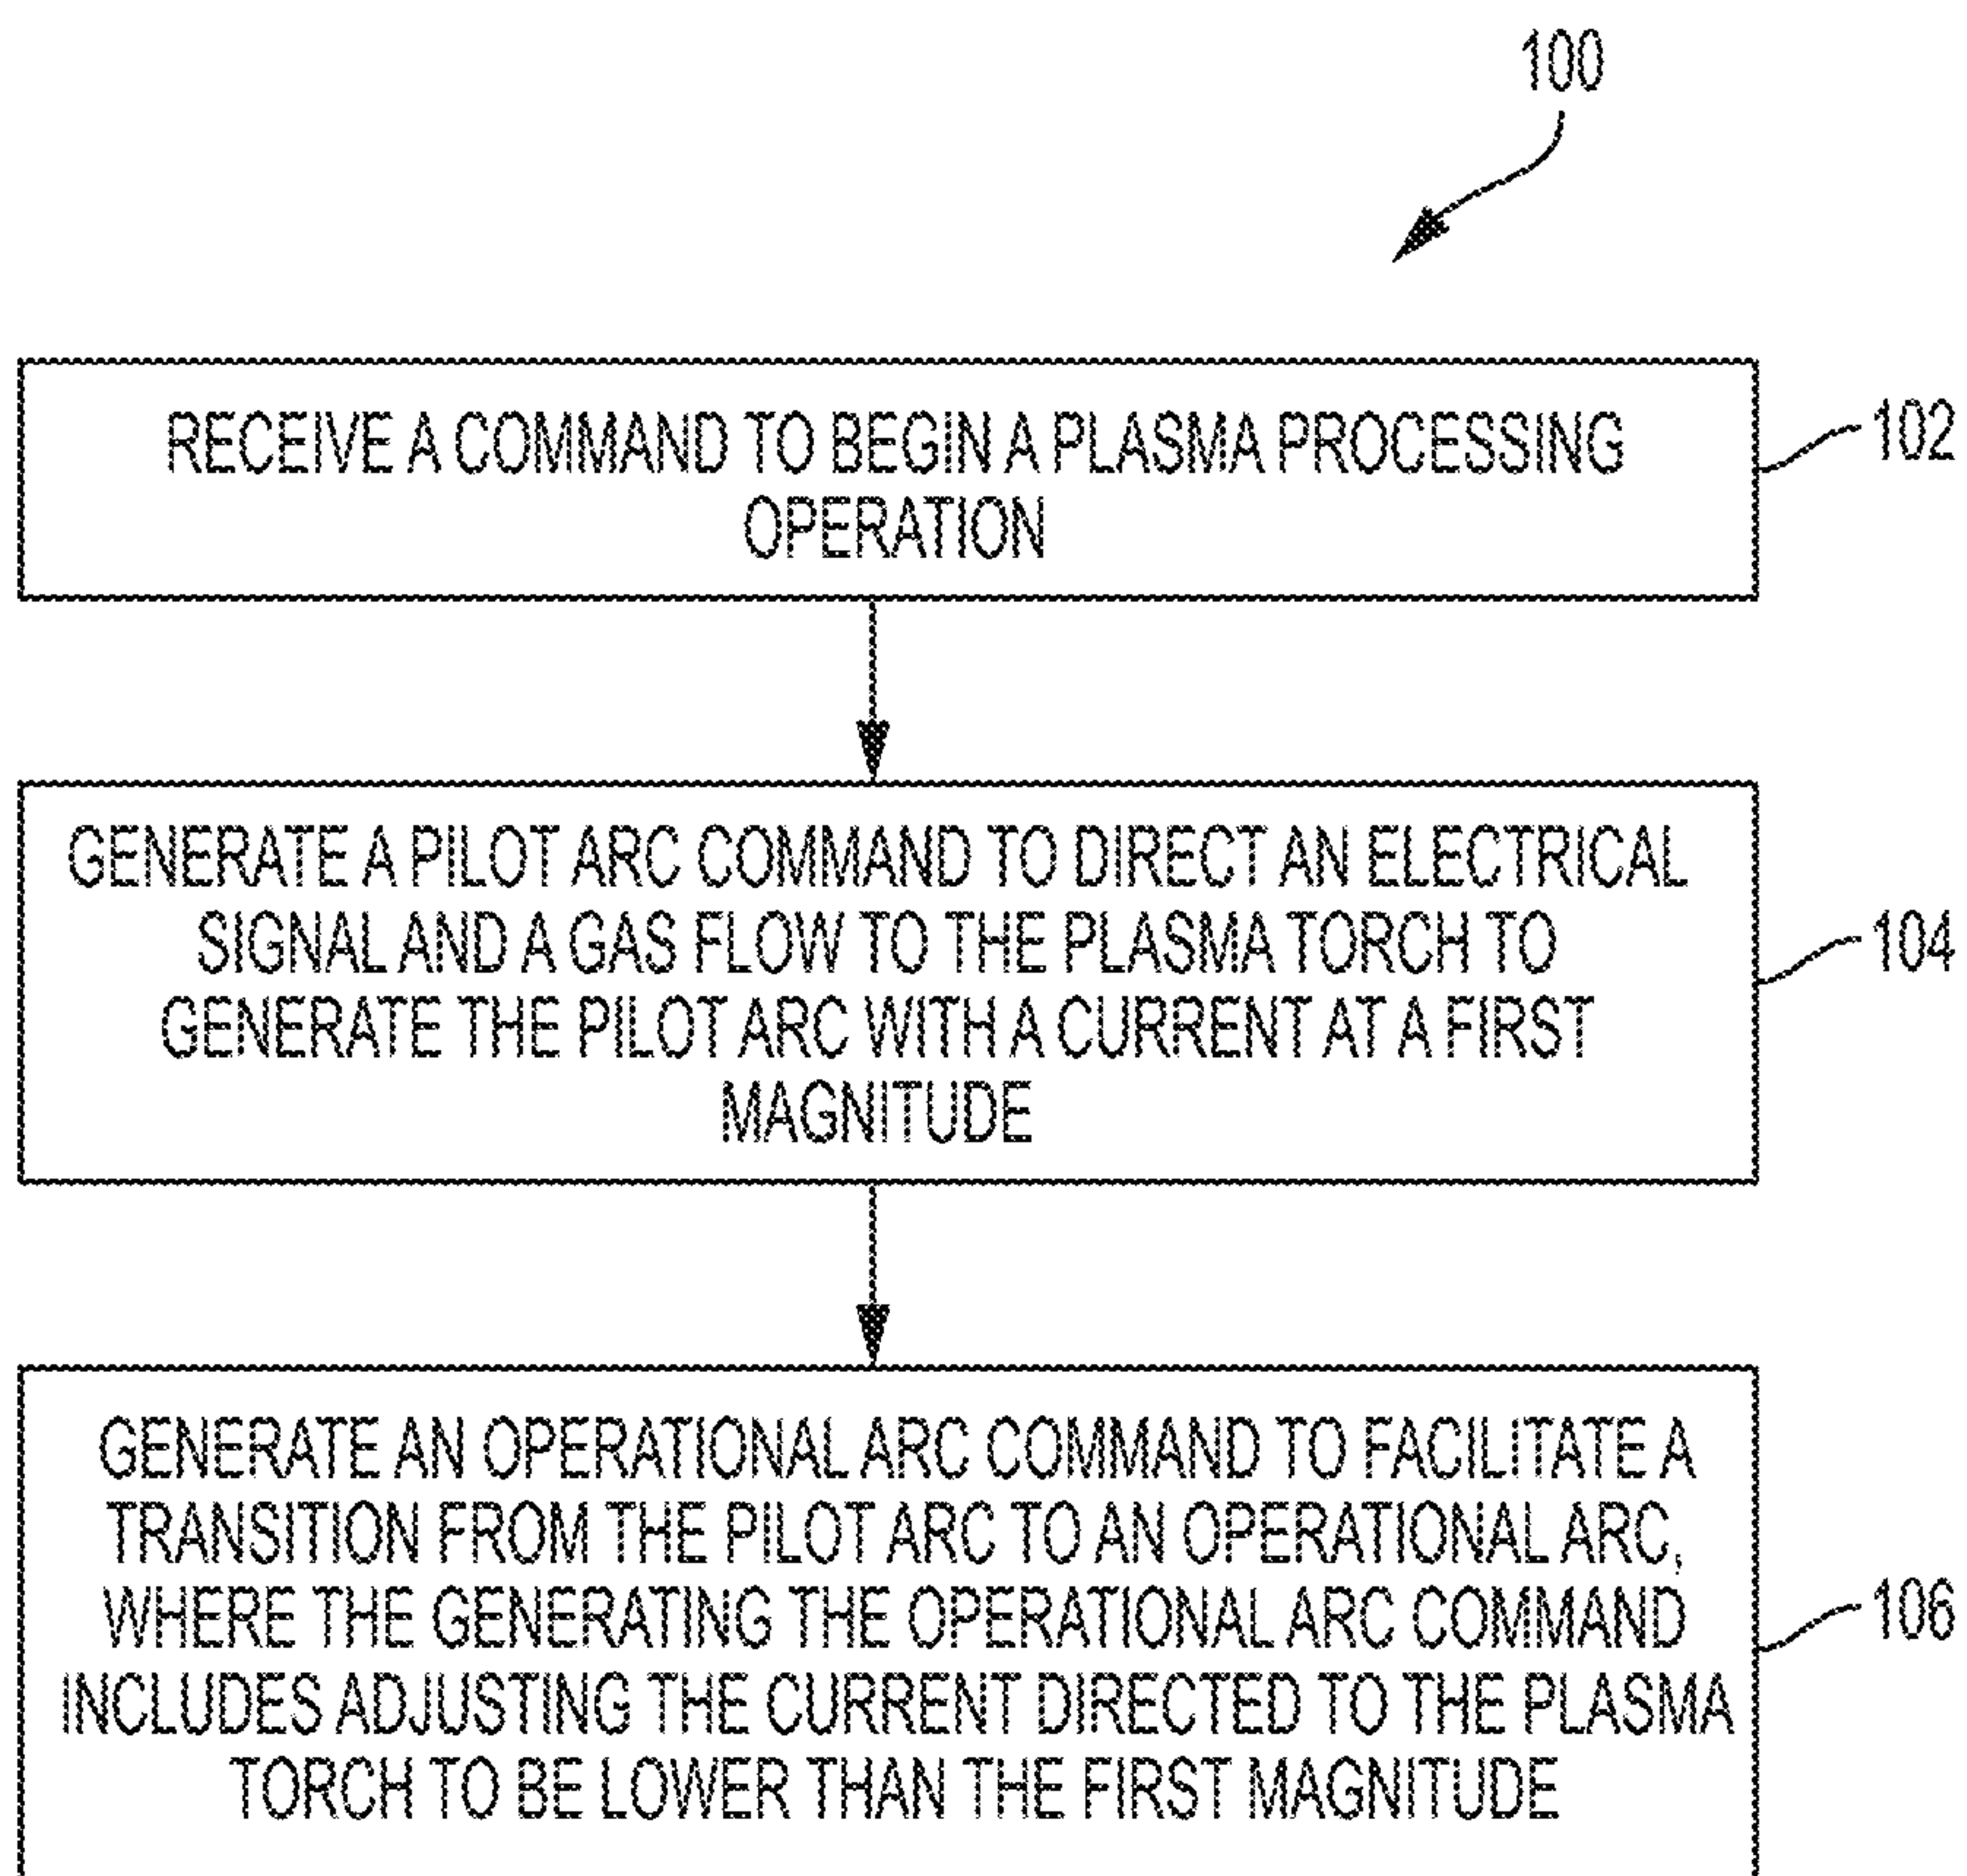 100
RECEIVE A COMMAND TO BEGIN A PLASMA PROCESSING
OPERATION
102
GENERATE A PILOT ARC COMMAND TO DIRECT AN ELECTRICAL
SIGNAL AND A GAS FLOW TO THE PLASMA TORCH TO
GENERATE THE PILOT ARC WITH A CURRENT AT A FIRST
MAGNITUDE
104
GENERATE AN OPERATIONAL ARC COMMAND TO FACILITATE A
TRANSITION FROM THE PILOT ARC TO AN OPERATIONAL ARC,
WHERE THE GENERATING THE OPERATIONAL ARC COMMAND
INCLUDES ADJUSTING THE CURRENT DIRECTED TO THE PLASMA
TORCH TO BE LOWER THAN THE FIRST MAGNITUDE
106